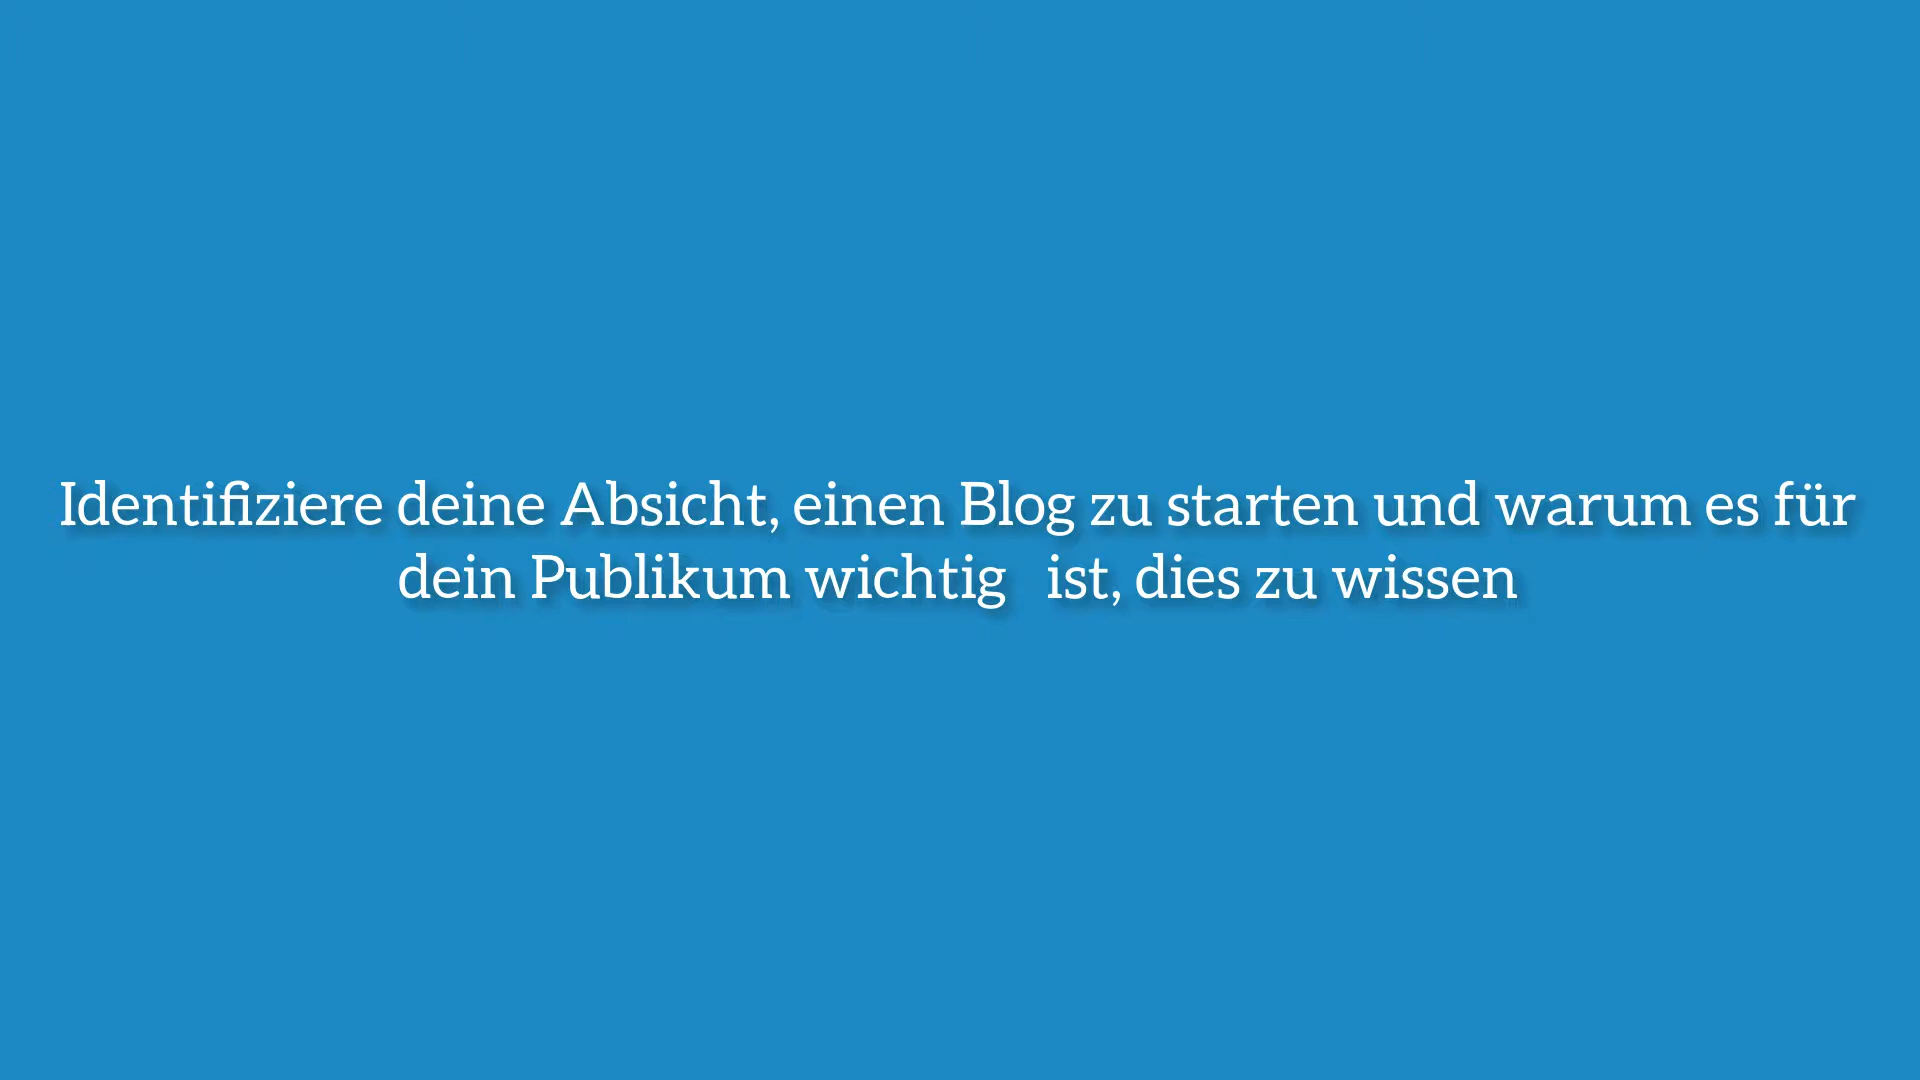 Identifiziere deine Absicht, einen Blog zu starten und warum es für
dein Publikum wichtig ist, dies zu wissen